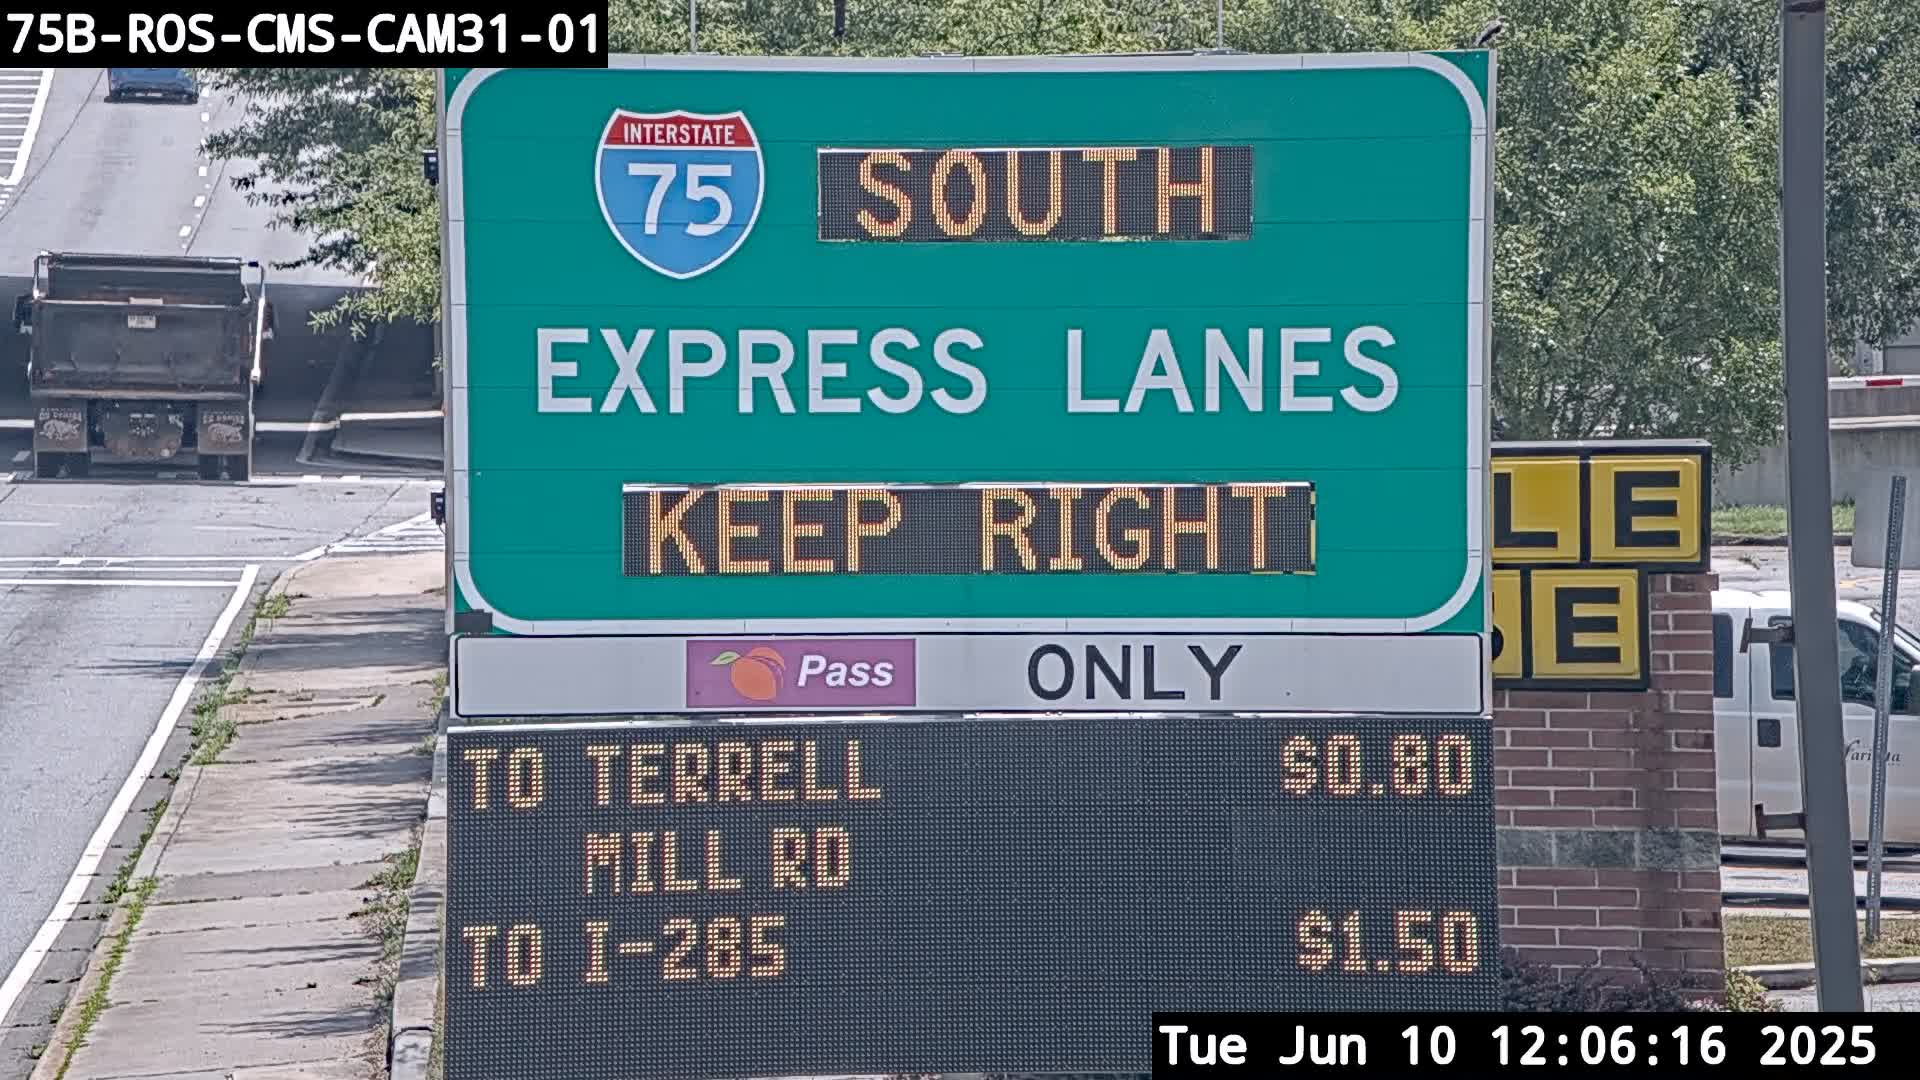 75B-ROS-CMS-CAM31-01
INTERSTATE
75
SOUTH
EXPRESS LANES
KEEP RIGHT
LE
E
Pass ONLY
TO TERRELL $0.80
MILL RD
TO I-285 $1.50
Tue Jun 10 12:06:16 2025